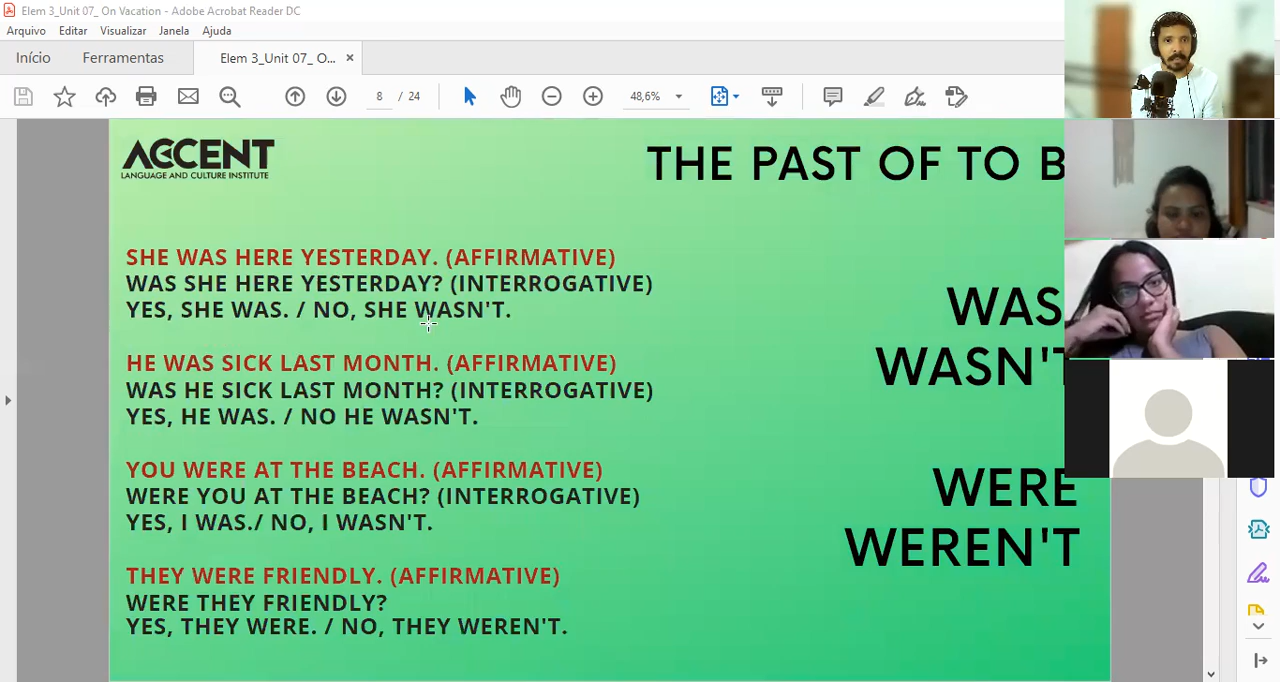 Elem 3_Unit 07_ On Vacation - Adobe Acrobat Reader DC
Arquivo Editar Visualizar Janela Ajuda
Início Ferramentas Elem 3_Unit 07_ O... ×
8 / 24 48,6%
ACCENT
LANGUAGE AND CULTURE INSTITUTE
THE PAST OF TO B
SHE WAS HERE YESTERDAY. (AFFIRMATIVE)
WAS SHE HERE YESTERDAY? (INTERROGATIVE)
YES, SHE WAS. / NO, SHE WASN'T.
HE WAS SICK LAST MONTH. (AFFIRMATIVE)
WAS HE SICK LAST MONTH? (INTERROGATIVE)
YES, HE WAS. / NO HE WASN'T.
YOU WERE AT THE BEACH. (AFFIRMATIVE)
WERE YOU AT THE BEACH? (INTERROGATIVE)
YES, I WAS./ NO, I WASN'T.
THEY WERE FRIENDLY. (AFFIRMATIVE)
WERE THEY FRIENDLY?
YES, THEY WERE. / NO, THEY WEREN'T.
WAS
WASN'T
WERE
WEREN'T